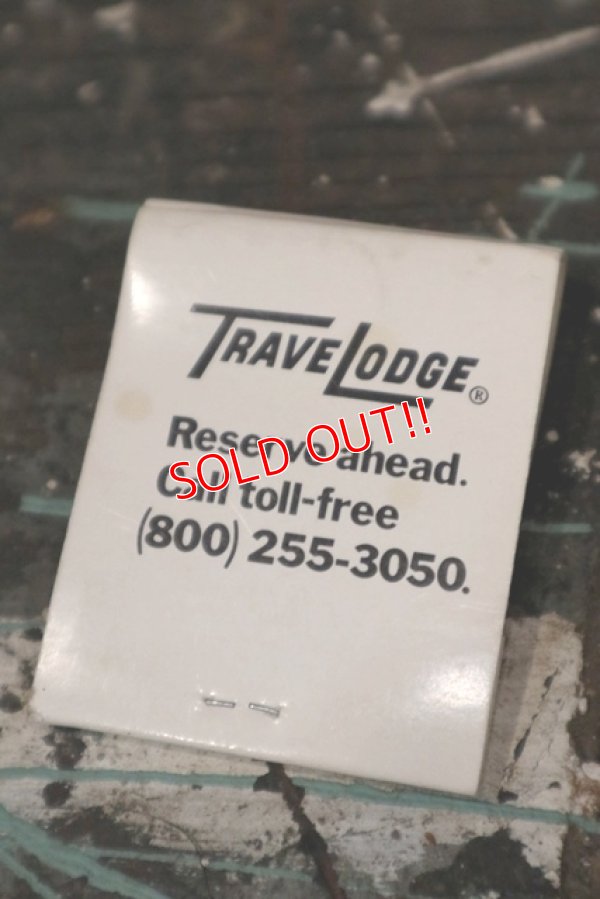 TRAVELODGE®
Reserve ahead.
SOLD OUT!!
Call toll-free
(800) 255-3050.